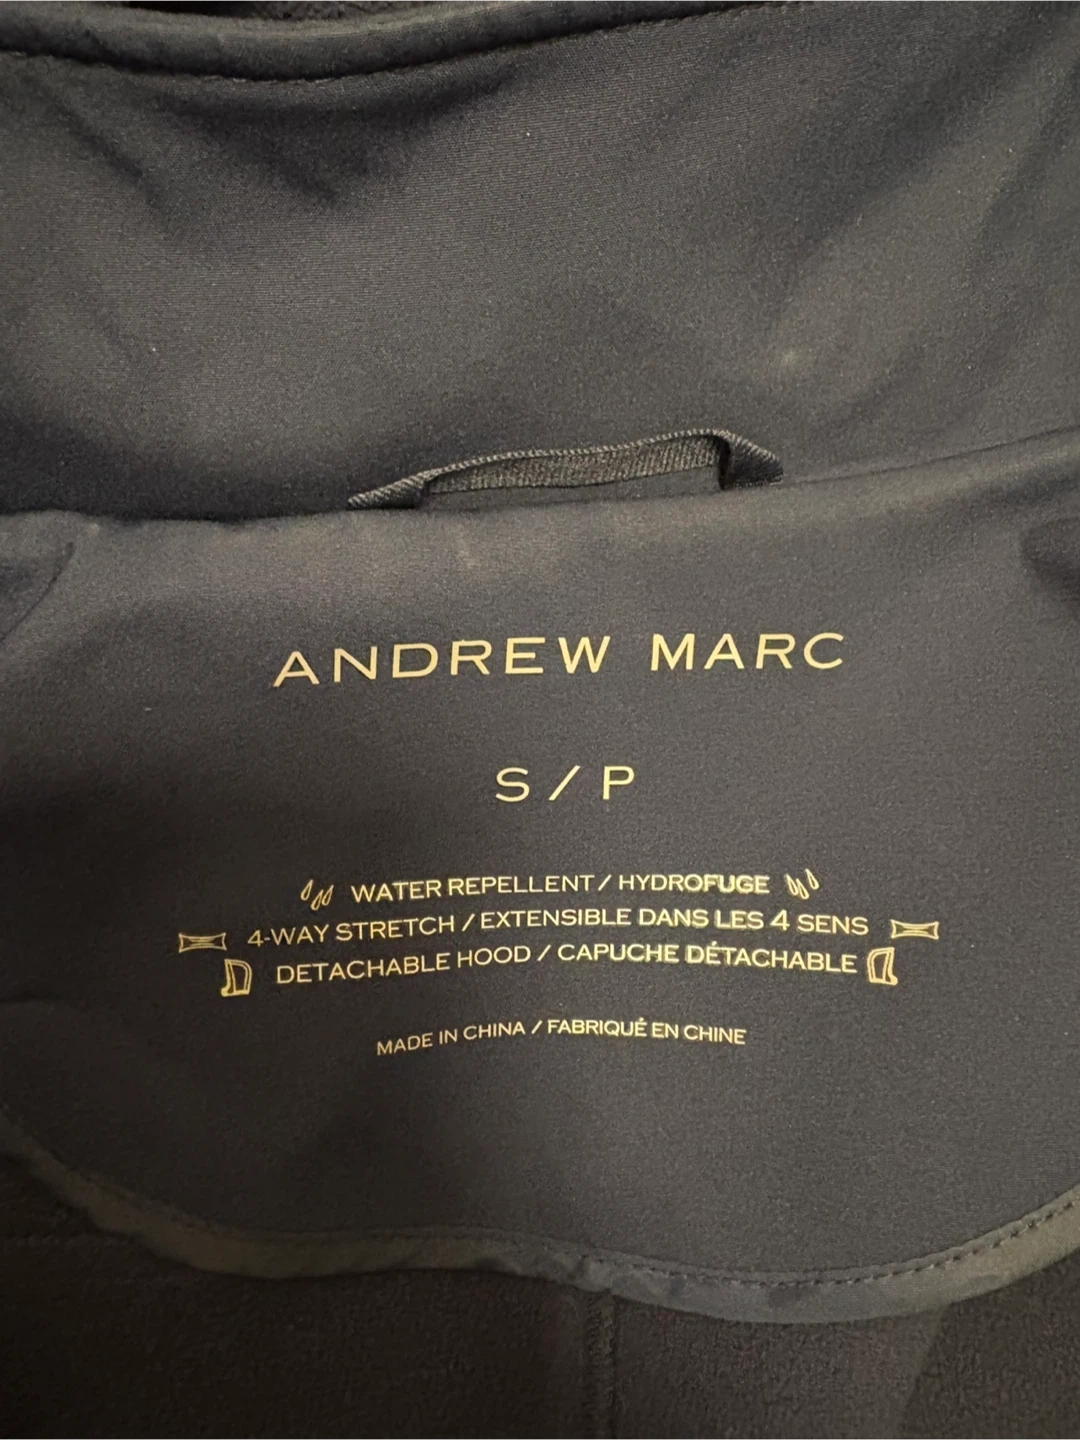 ANDREW MARC
S / P
WATER REPELLENT / HYDROFUGE
4-WAY STRETCH / EXTENSIBLE DANS LES 4 SENS
DETACHABLE HOOD / CAPUCHE DÉTACHABLE
MADE IN CHINA / FABRIQUÉ EN CHINE